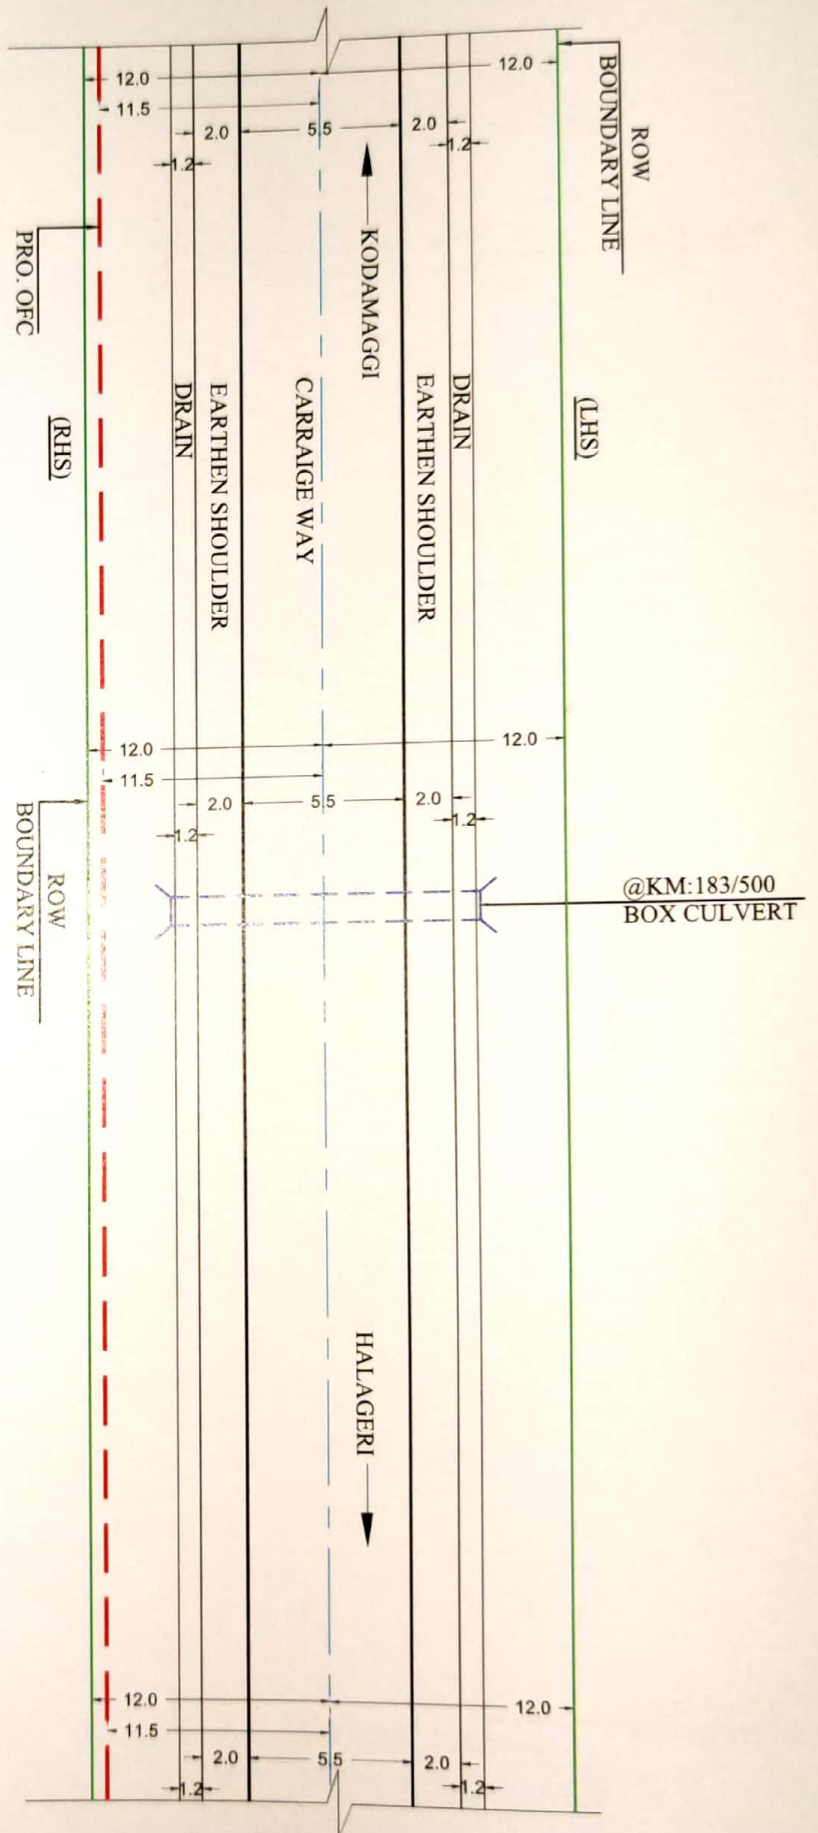 ROW
BOUNDARY LINE
12.0
12.0
11.5
2.0
5.5
2.0
1.2
1.2
KODAMAGGI
PRO. OFC
(RHS)
DRAIN
EARTHEN SHOULDER
CARRAIGE WAY
EARTHEN SHOULDER
DRAIN
(LHS)
12.0
12.0
11.5
2.0
5.5
2.0
1.2
1.2
@KM:183/500
BOX CULVERT
ROW
BOUNDARY LINE
HALAGERI
12.0
12.0
11.5
2.0
5.5
2.0
1.2
1.2